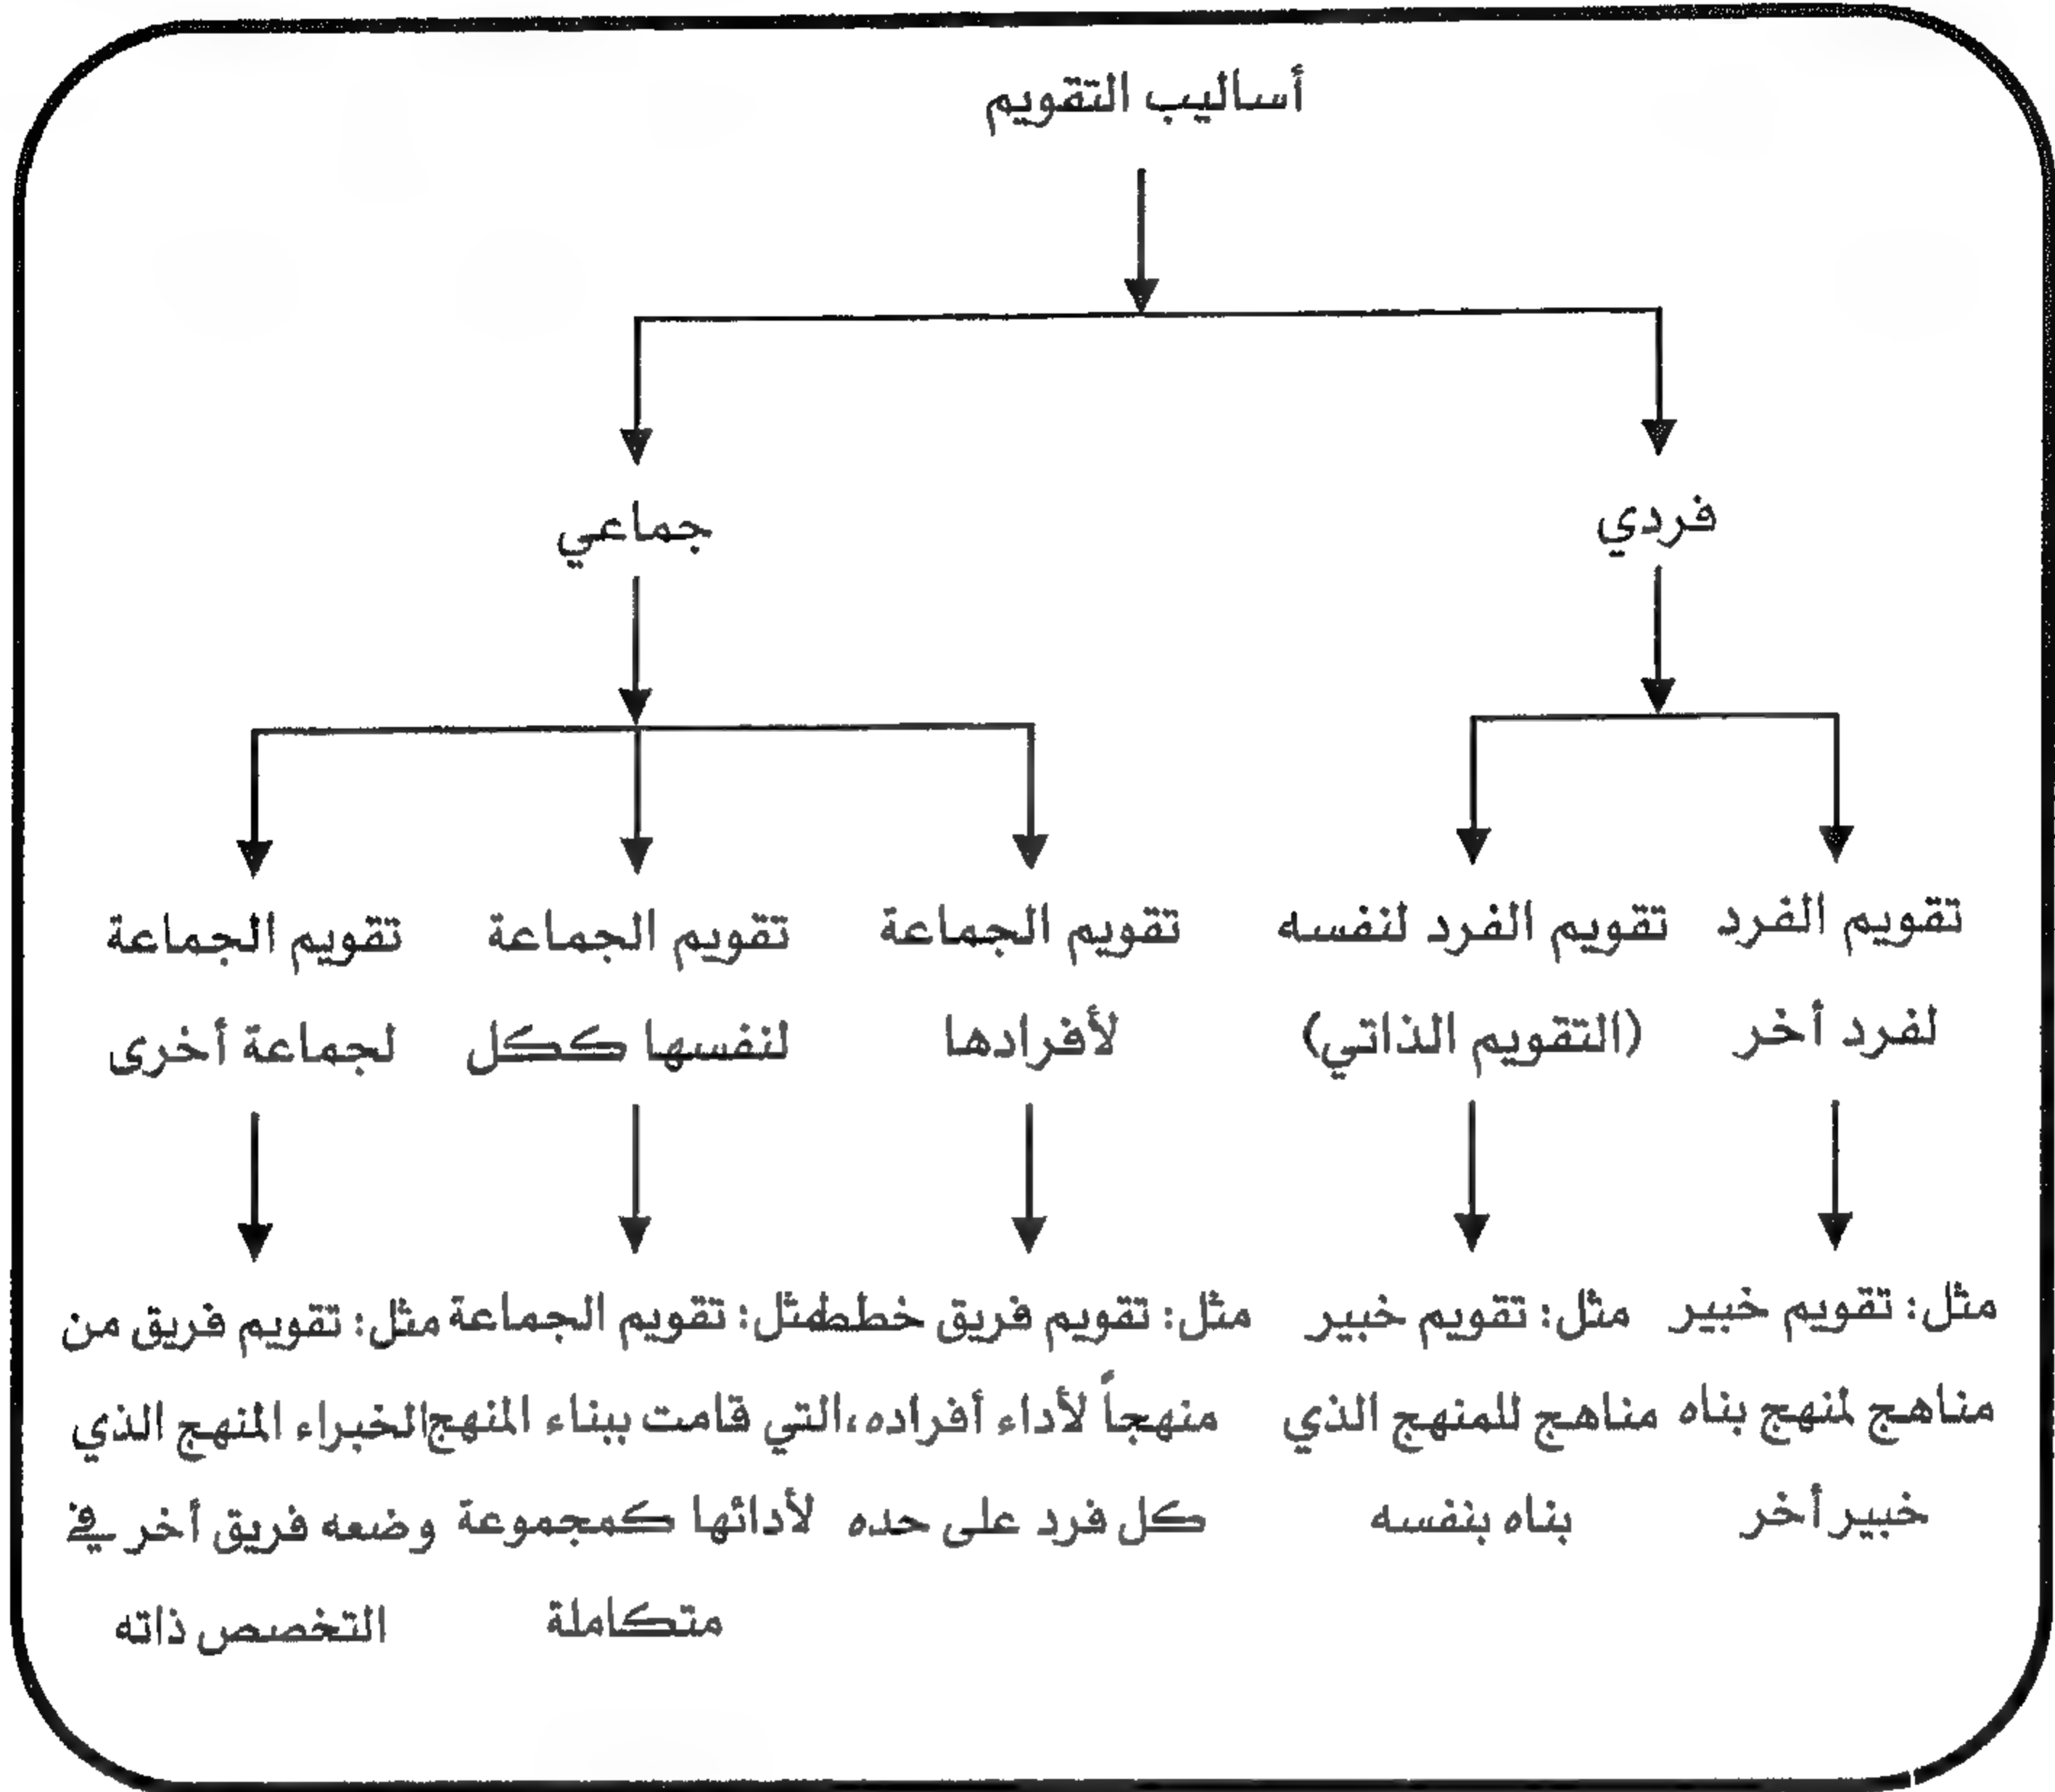 أساليب التقويم
فردي
جماعي
تقويم الفرد
لفرد أخر
تقويم الفرد لنفسه
(التقويم الذاتي)
تقويم الجماعة
لأفرادها
تقويم الجماعة
لنفسها ككل
تقويم الجماعة
لجماعة أخرى
مثل: تقويم خبير
مناهج لمنهج بناه
خبير أخر
مثل: تقويم خبير
مناهج للمنهج الذي
بناه بنفسه
مثل: تقويم فريق خطط
منهجاً لأداء أفراده،
كل فرد على حده
مثل: تقويم الجماعة
التي قامت ببناء المنهج
لأدائها كمجموعة
متكاملة
مثل: تقويم فريق من
الخبراء المنهج الذي
وضعه فريق أخر في
التخصص ذاته